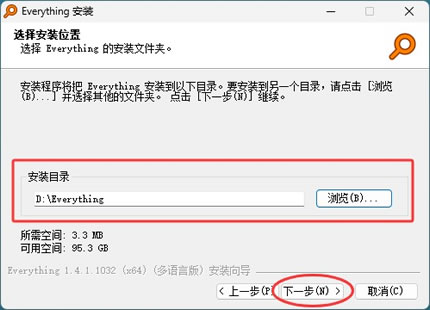 Everything 安装
选择安装位置
选择 Everything 的安装文件夹。
安装程序将把 Everything 安装到以下目录。要安装到另一个目录，请点击 [浏览
(B)...] 并选择其他的文件夹。 点击 [下一步(N)] 继续。
安装目录
D:\Everything
浏览(B)...
所需空间: 3.3 MB
可用空间: 95.3 GB
Everything 1.4.1.1032 (x64) (多语言版) 安装向导
< 上一步(P
下一步(N) >
取消(C)